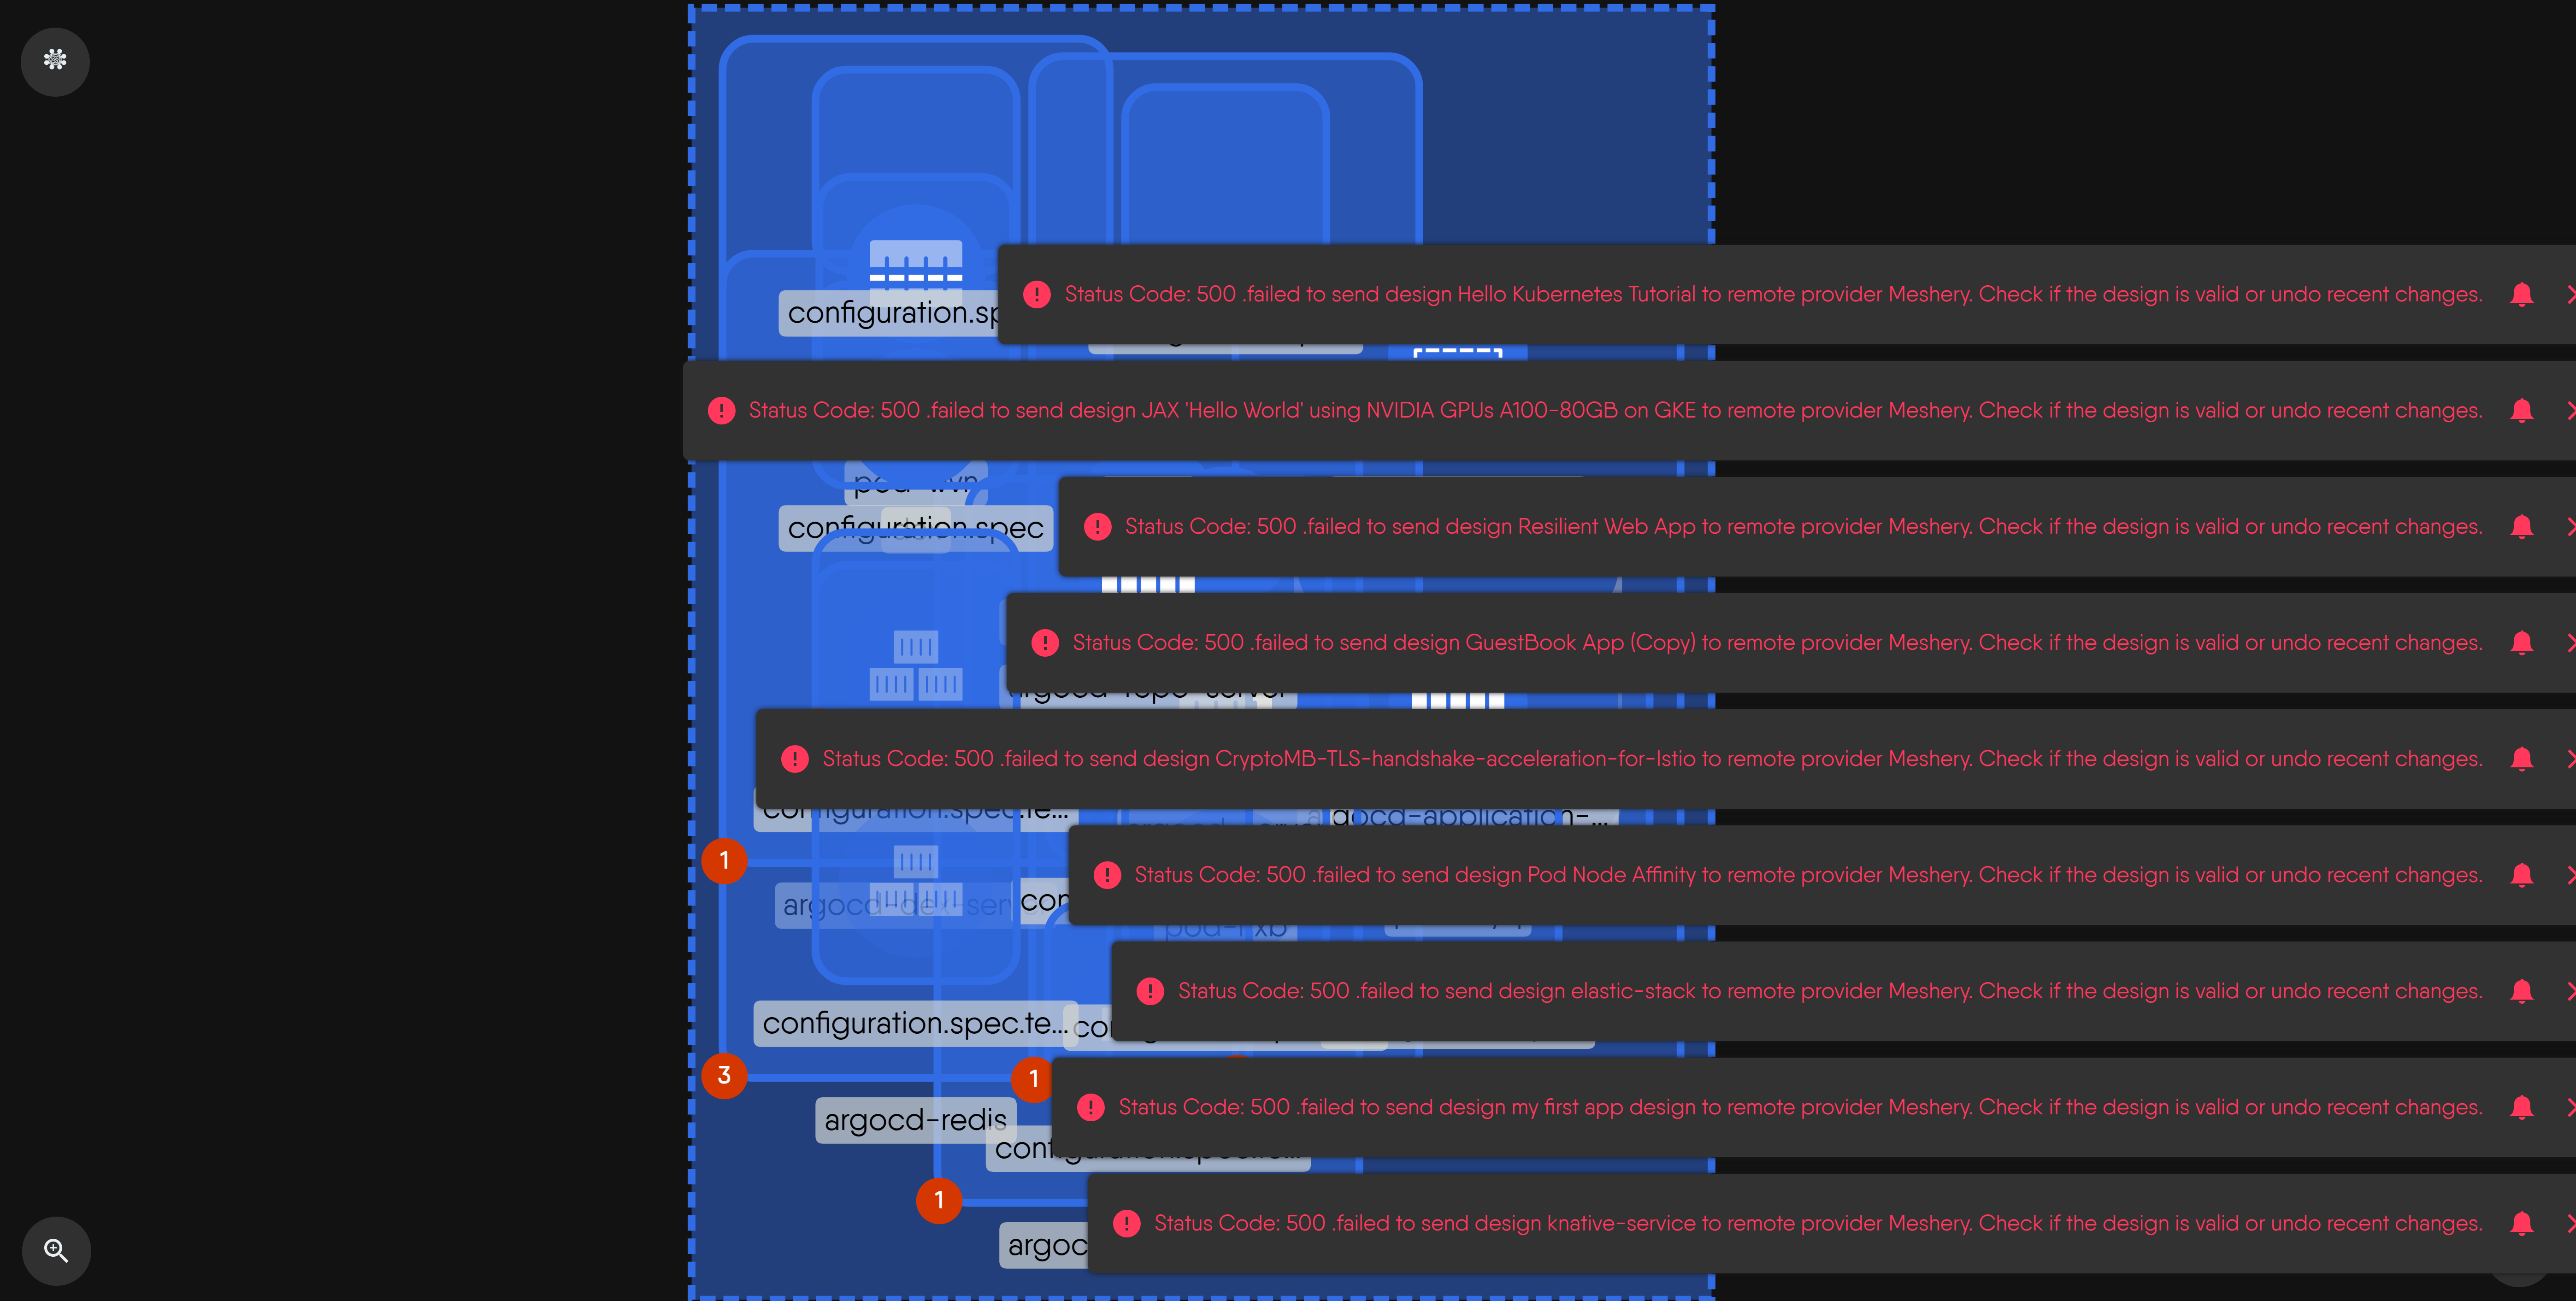 configuration.sp
Status Code: 500 .failed to send design Hello Kubernetes Tutorial to remote provider Meshery. Check if the design is valid or undo recent changes.
Status Code: 500 .failed to send design JAX 'Hello World' using NVIDIA GPUs A100-80GB on GKE to remote provider Meshery. Check if the design is valid or undo recent changes.
configuration.spec
Status Code: 500 .failed to send design Resilient Web App to remote provider Meshery. Check if the design is valid or undo recent changes.
Status Code: 500 .failed to send design GuestBook App (Copy) to remote provider Meshery. Check if the design is valid or undo recent changes.
argocd-repo-server
Status Code: 500 .failed to send design CryptoMB-TLS-handshake-acceleration-for-Istio to remote provider Meshery. Check if the design is valid or undo recent changes.
configuration.spec.te...
argocd-application-...
1
Status Code: 500 .failed to send design Pod Node Affinity to remote provider Meshery. Check if the design is valid or undo recent changes.
argocd-dex-ser
con
Status Code: 500 .failed to send design elastic-stack to remote provider Meshery. Check if the design is valid or undo recent changes.
configuration.spec.te...
3
1
Status Code: 500 .failed to send design my first app design to remote provider Meshery. Check if the design is valid or undo recent changes.
argocd-redis
1
Status Code: 500 .failed to send design knative-service to remote provider Meshery. Check if the design is valid or undo recent changes.
argoc